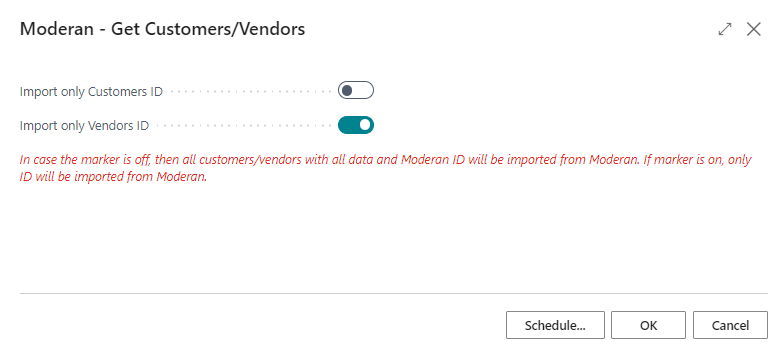 Moderan - Get Customers/Vendors
Import only Customers ID
Import only Vendors ID
In case the marker is off, then all customers/vendors with all data and Moderan ID will be imported from Moderan. If marker is on, only
ID will be imported from Moderan.
Schedule... OK Cancel